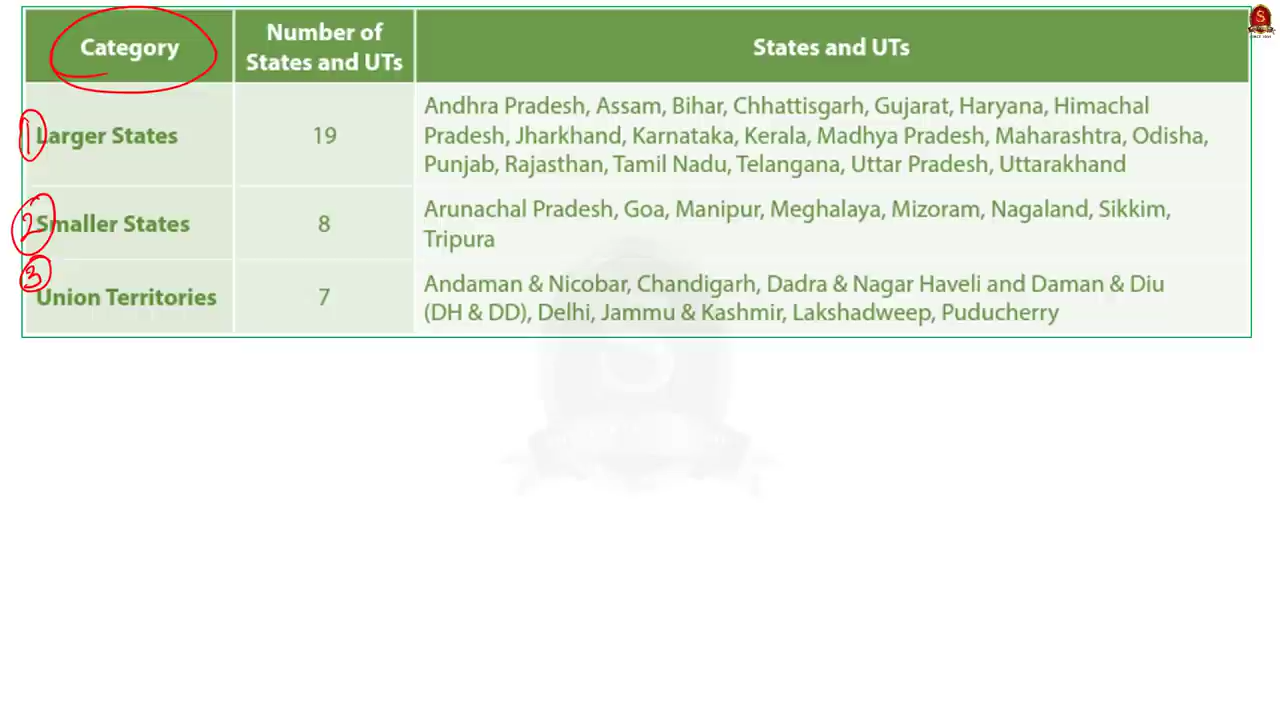 Category
Number of
States and UTs
States and UTs
1
Larger States
19
Andhra Pradesh, Assam, Bihar, Chhattisgarh, Gujarat, Haryana, Himachal
Pradesh, Jharkhand, Karnataka, Kerala, Madhya Pradesh, Maharashtra, Odisha,
Punjab, Rajasthan, Tamil Nadu, Telangana, Uttar Pradesh, Uttarakhand
2
Smaller States
8
Arunachal Pradesh, Goa, Manipur, Meghalaya, Mizoram, Nagaland, Sikkim,
Tripura
3
Union Territories
7
Andaman & Nicobar, Chandigarh, Dadra & Nagar Haveli and Daman & Diu
(DH & DD), Delhi, Jammu & Kashmir, Lakshadweep, Puducherry
S